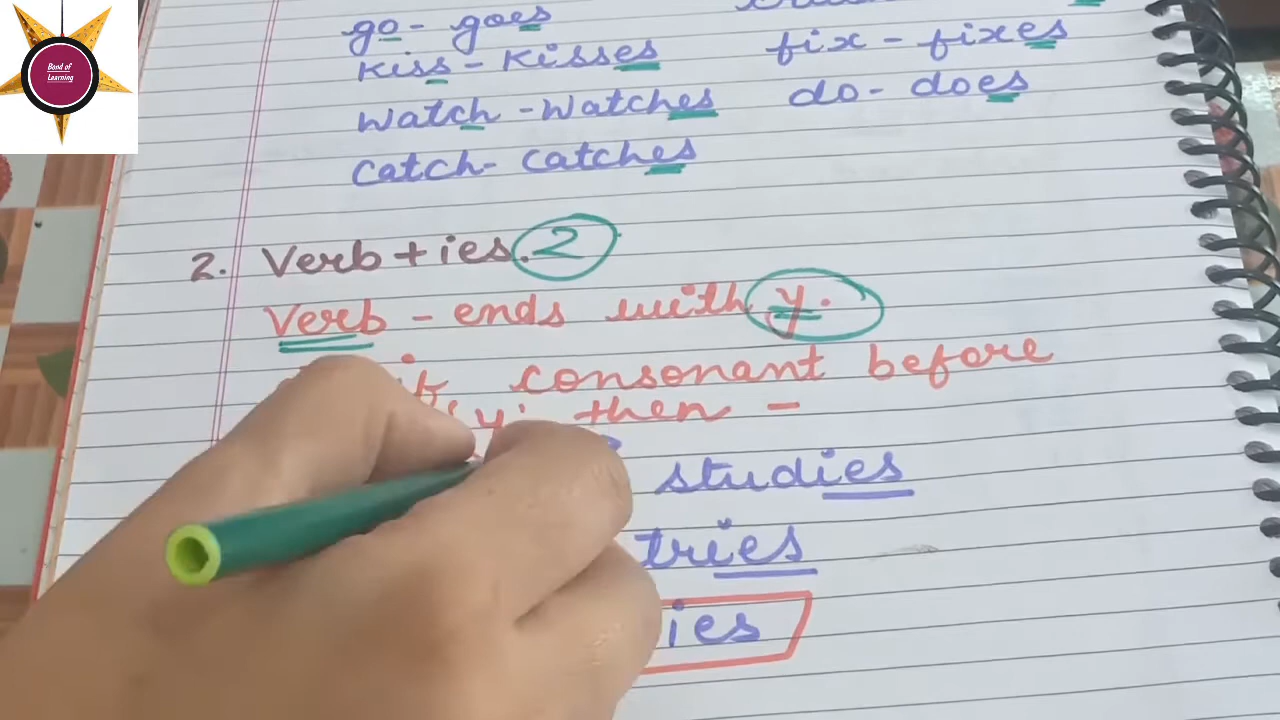 Bond of
Learning
go - goes
kiss - kisses
fix - fixes
watch - watches
do - does
catch - catches
2. Verb + ies. 2
Verb - ends with y.
if consonant before
'y' then -
studies
tries
ies